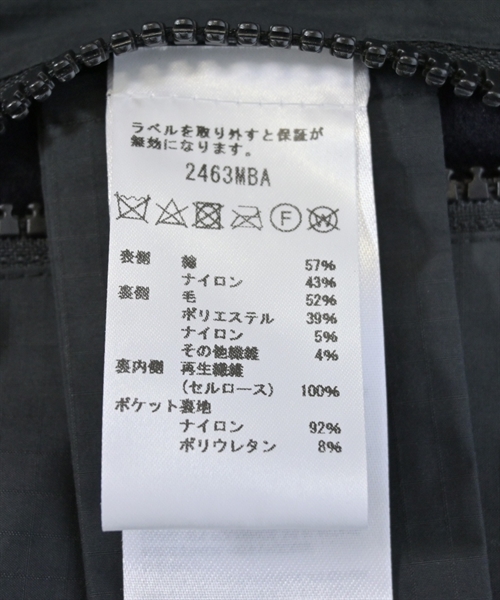 ラベルを取り外すと保証が
無効になります。
2463MBA
F W
表側 綿 57%
ナイロン 43%
裏側 毛 52%
ポリエステル 39%
ナイロン 5%
その他繊維 4%
裏内側 再生繊維
(セルロース) 100%
ポケット裏地
ナイロン 92%
ポリウレタン 8%